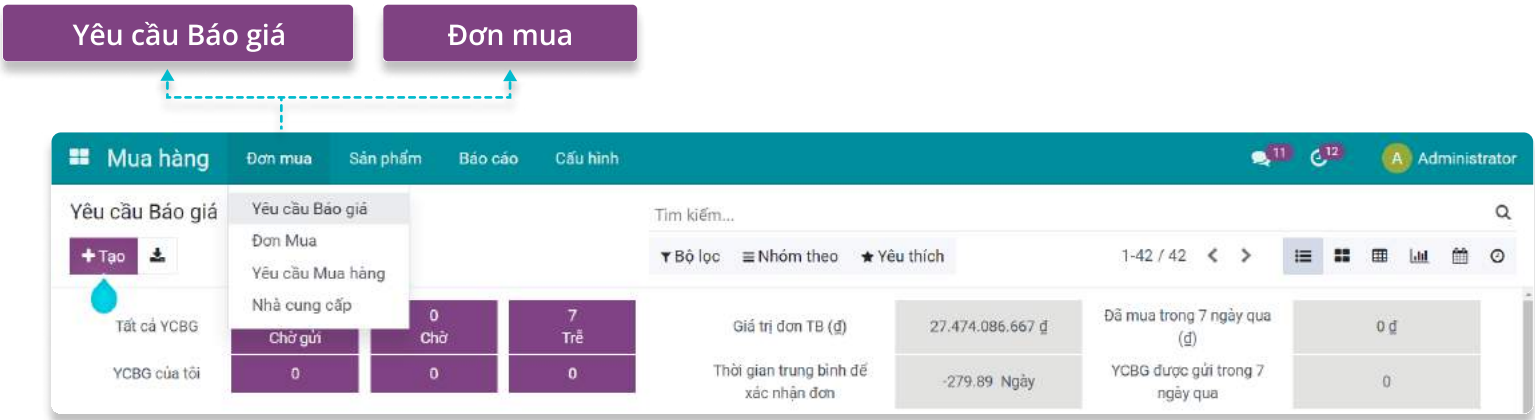 Yêu cầu Báo giá
Đơn mua
Mua hàng
Đơn mua
Sản phẩm
Báo cáo
Cấu hình
11
12
A
Administrator
Yêu cầu Báo giá
Yêu cầu Báo giá
Đơn Mua
Yêu cầu Mua hàng
Nhà cung cấp
Tìm kiếm...
Tạo
Bộ lọc
Nhóm theo
Yêu thích
1-42 / 42
Tất cả YCBG
Chờ gửi
0
Chờ
7
Trễ
YCBG của tôi
0
0
0
Giá trị đơn TB (₫)
27.474.086.667 ₫
Đã mua trong 7 ngày qua
(₫)
0 ₫
Thời gian trung bình để
xác nhận đơn
-279.89 Ngày
YCBG được gửi trong 7
ngày qua
0